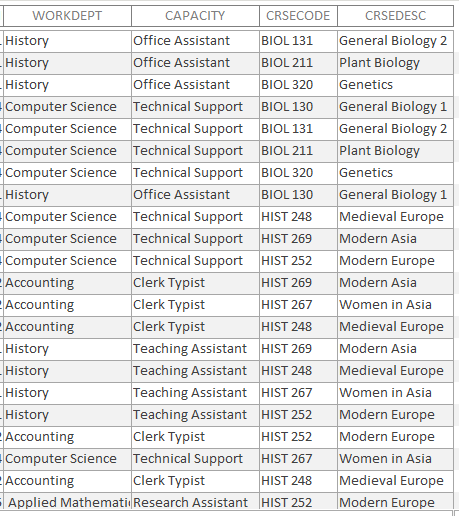 WORKDEPT CAPACITY CRSECODE CRSEDESC
History Office Assistant BIOL 131 General Biology 2
History Office Assistant BIOL 211 Plant Biology
History Office Assistant BIOL 320 Genetics
Computer Science Technical Support BIOL 130 General Biology 1
Computer Science Technical Support BIOL 131 General Biology 2
Computer Science Technical Support BIOL 211 Plant Biology
Computer Science Technical Support BIOL 320 Genetics
History Office Assistant BIOL 130 General Biology 1
Computer Science Technical Support HIST 248 Medieval Europe
Computer Science Technical Support HIST 269 Modern Asia
Computer Science Technical Support HIST 252 Modern Europe
Accounting Clerk Typist HIST 269 Modern Asia
Accounting Clerk Typist HIST 267 Women in Asia
Accounting Clerk Typist HIST 248 Medieval Europe
History Teaching Assistant HIST 269 Modern Asia
History Teaching Assistant HIST 248 Medieval Europe
History Teaching Assistant HIST 267 Women in Asia
History Teaching Assistant HIST 252 Modern Europe
Accounting Clerk Typist HIST 252 Modern Europe
Computer Science Technical Support HIST 267 Women in Asia
Accounting Clerk Typist HIST 248 Medieval Europe
Applied Mathemati Research Assistant HIST 252 Modern Europe